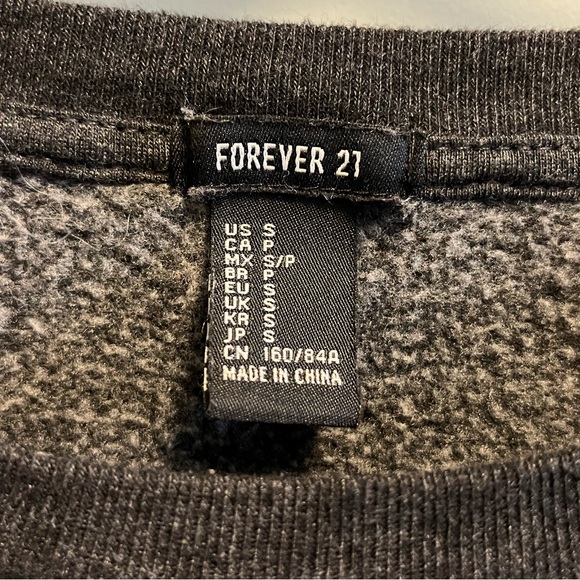 FOREVER 21
US S
CA P
MX S/P
BR P
EU S
UK S
KR S
JP S
CN 160/84A
MADE IN CHINA